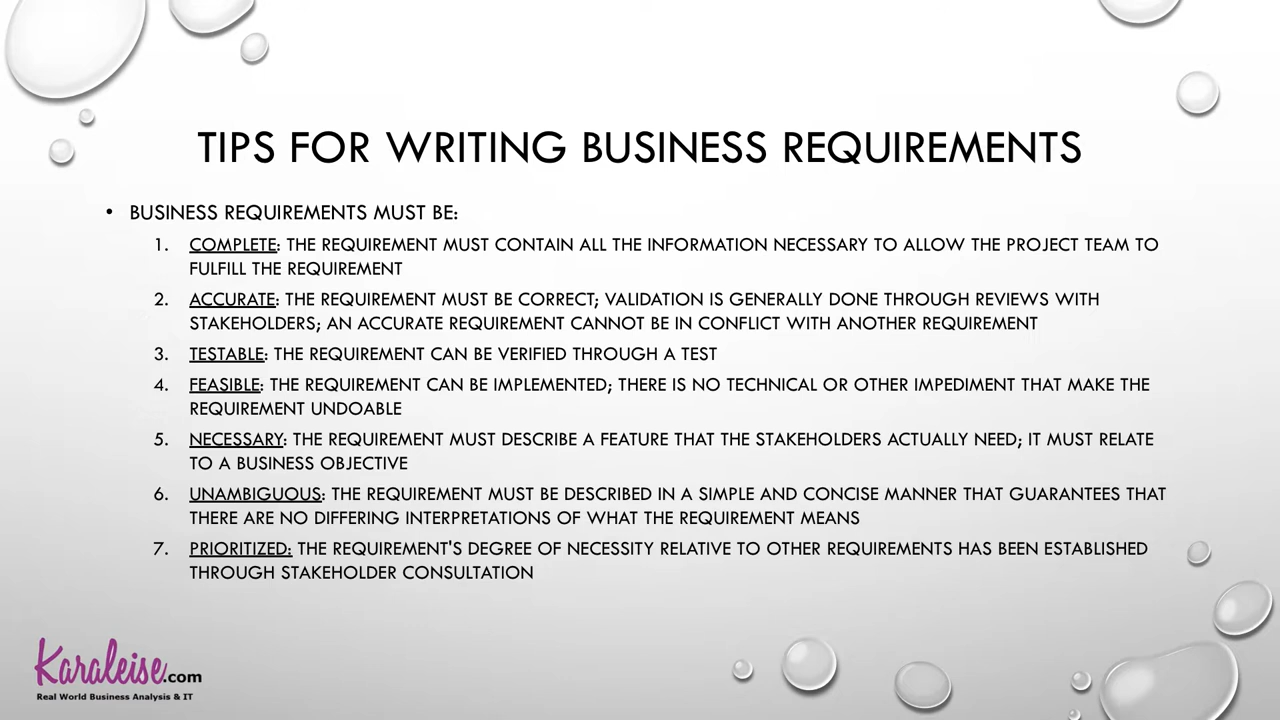 TIPS FOR WRITING BUSINESS REQUIREMENTS
• BUSINESS REQUIREMENTS MUST BE:
1. COMPLETE: THE REQUIREMENT MUST CONTAIN ALL THE INFORMATION NECESSARY TO ALLOW THE PROJECT TEAM TO
FULFILL THE REQUIREMENT
2. ACCURATE: THE REQUIREMENT MUST BE CORRECT; VALIDATION IS GENERALLY DONE THROUGH REVIEWS WITH
STAKEHOLDERS; AN ACCURATE REQUIREMENT CANNOT BE IN CONFLICT WITH ANOTHER REQUIREMENT
3. TESTABLE: THE REQUIREMENT CAN BE VERIFIED THROUGH A TEST
4. FEASIBLE: THE REQUIREMENT CAN BE IMPLEMENTED; THERE IS NO TECHNICAL OR OTHER IMPEDIMENT THAT MAKE THE
REQUIREMENT UNDOABLE
5. NECESSARY: THE REQUIREMENT MUST DESCRIBE A FEATURE THAT THE STAKEHOLDERS ACTUALLY NEED; IT MUST RELATE
TO A BUSINESS OBJECTIVE
6. UNAMBIGUOUS: THE REQUIREMENT MUST BE DESCRIBED IN A SIMPLE AND CONCISE MANNER THAT GUARANTEES THAT
THERE ARE NO DIFFERING INTERPRETATIONS OF WHAT THE REQUIREMENT MEANS
7. PRIORITIZED: THE REQUIREMENT'S DEGREE OF NECESSITY RELATIVE TO OTHER REQUIREMENTS HAS BEEN ESTABLISHED
THROUGH STAKEHOLDER CONSULTATION
Karaleise.com
Real World Business Analysis & IT